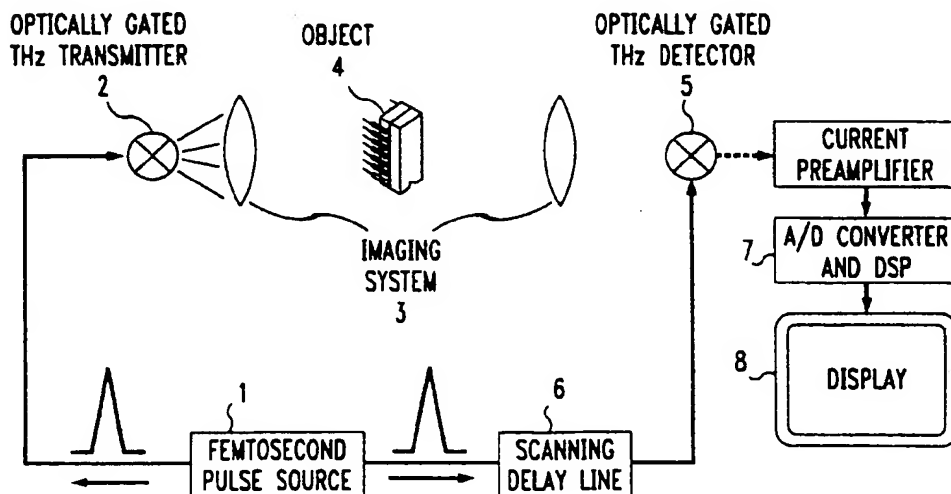 OPTICALLY GATED
THz TRANSMITTER
2
OBJECT
4
OPTICALLY GATED
THz DETECTOR
5
CURRENT
PREAMPLIFIER
IMAGING
SYSTEM
3
7
A/D CONVERTER
AND DSP
8
DISPLAY
1
FEMTOSECOND
PULSE SOURCE
6
SCANNING
DELAY LINE